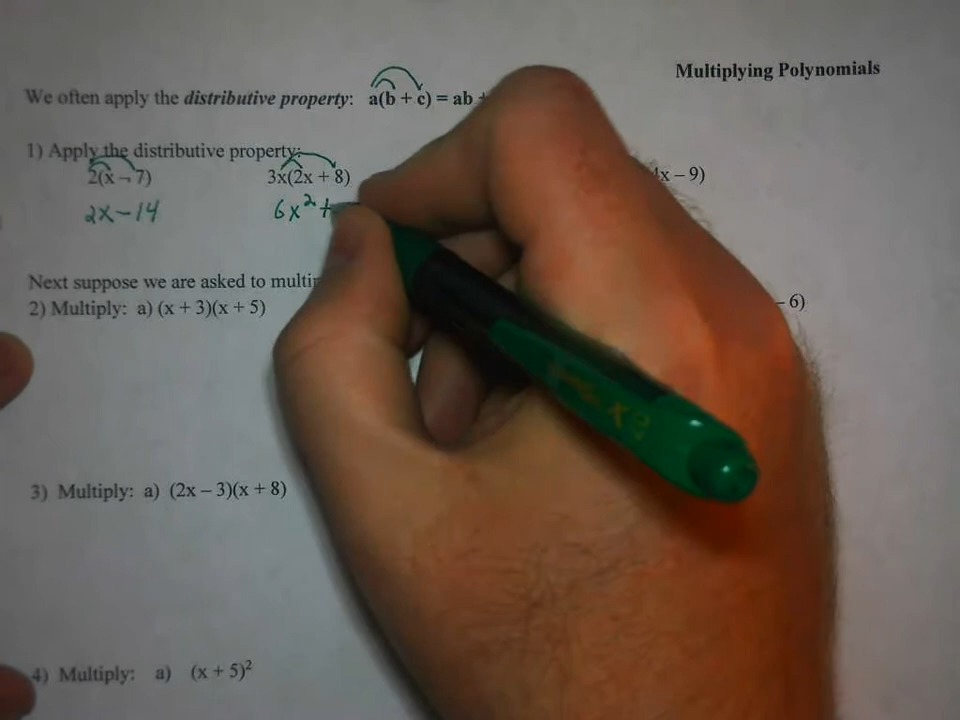 Multiplying Polynomials
We often apply the distributive property: a(b + c) = ab +
1) Apply the distributive property:
2(x – 7) 3x(2x + 8) x – 9)
2x-14 6x²+
Next suppose we are asked to
2) Multiply: a) (x + 3)(x + 5) – 6)
3) Multiply: a) (2x – 3)(x + 8)
4) Multiply: a) (x + 5)²